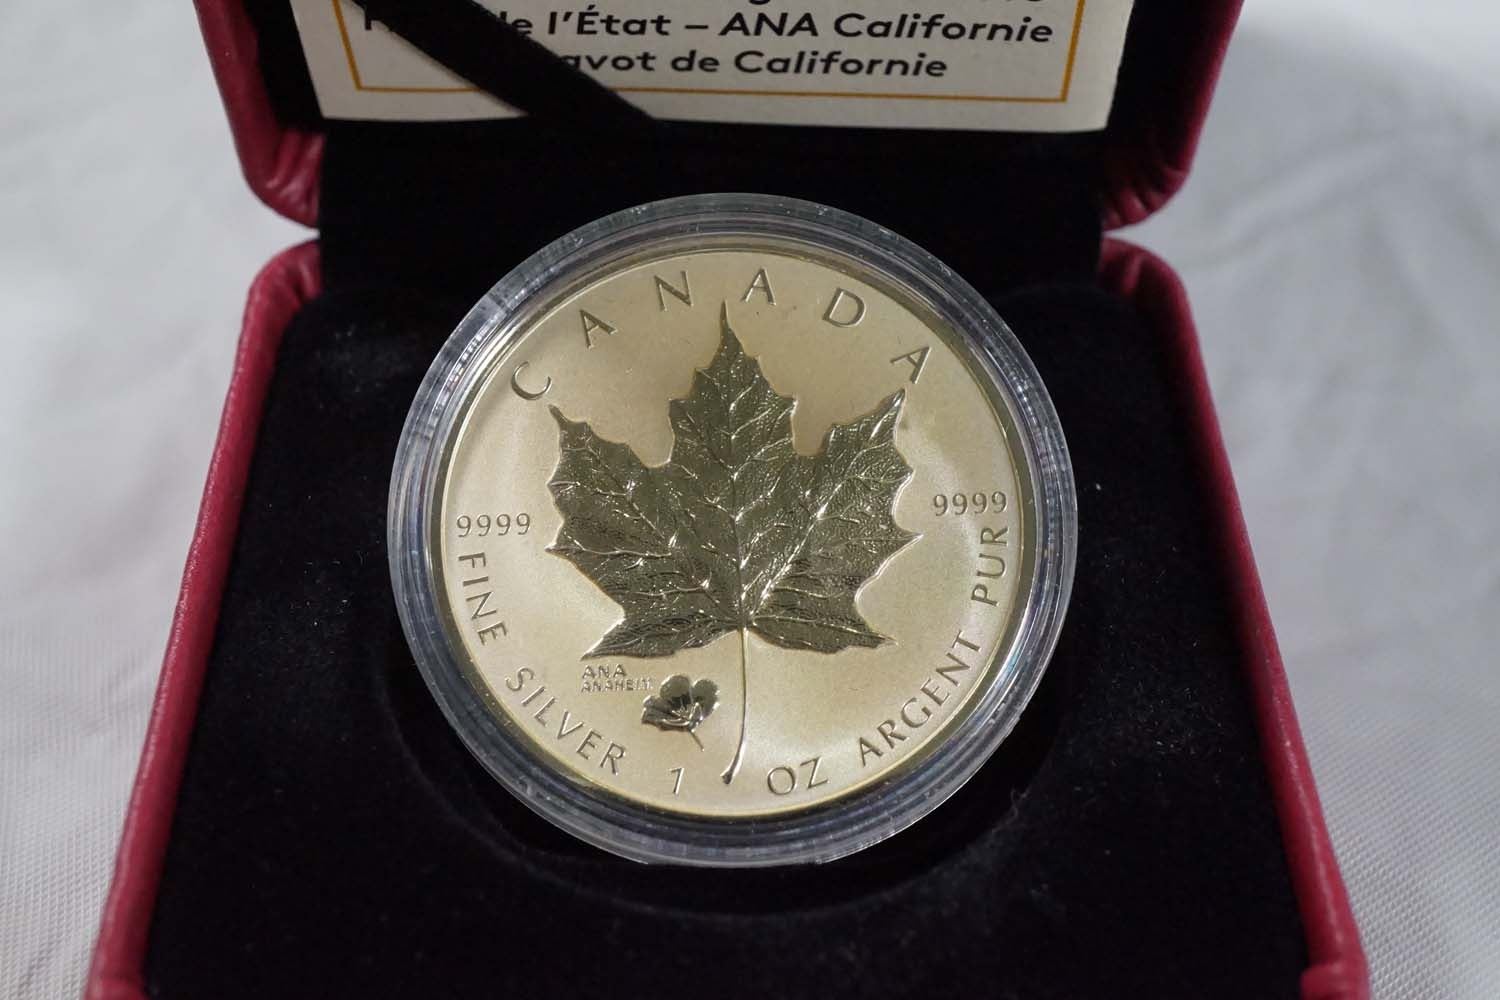 l'État – ANA Californie
de Californie
CANADA
9999
9999
FINE SILVER 1 OZ ARGENT PUR
ANA
ANAHEIM